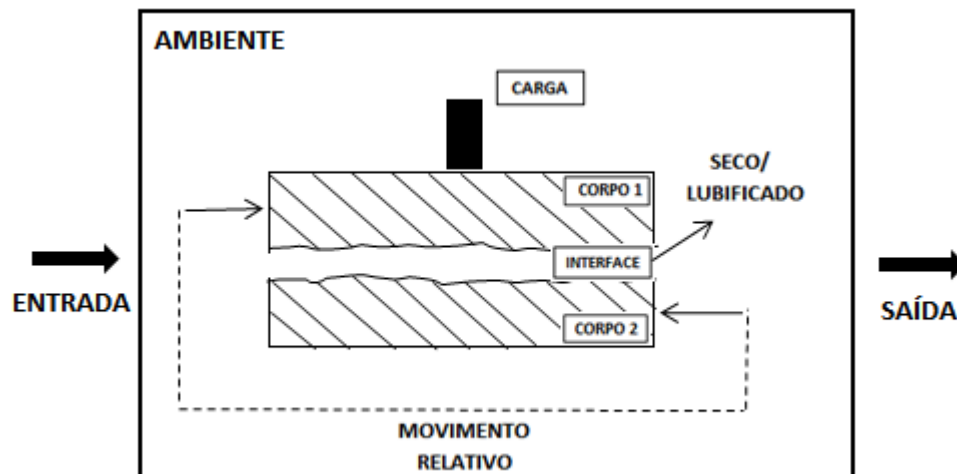 AMBIENTE
CARGA
SECO/
LUBIFICADO
CORPO 1
INTERFACE
ENTRADA
SAÍDA
CORPO 2
MOVIMENTO
RELATIVO